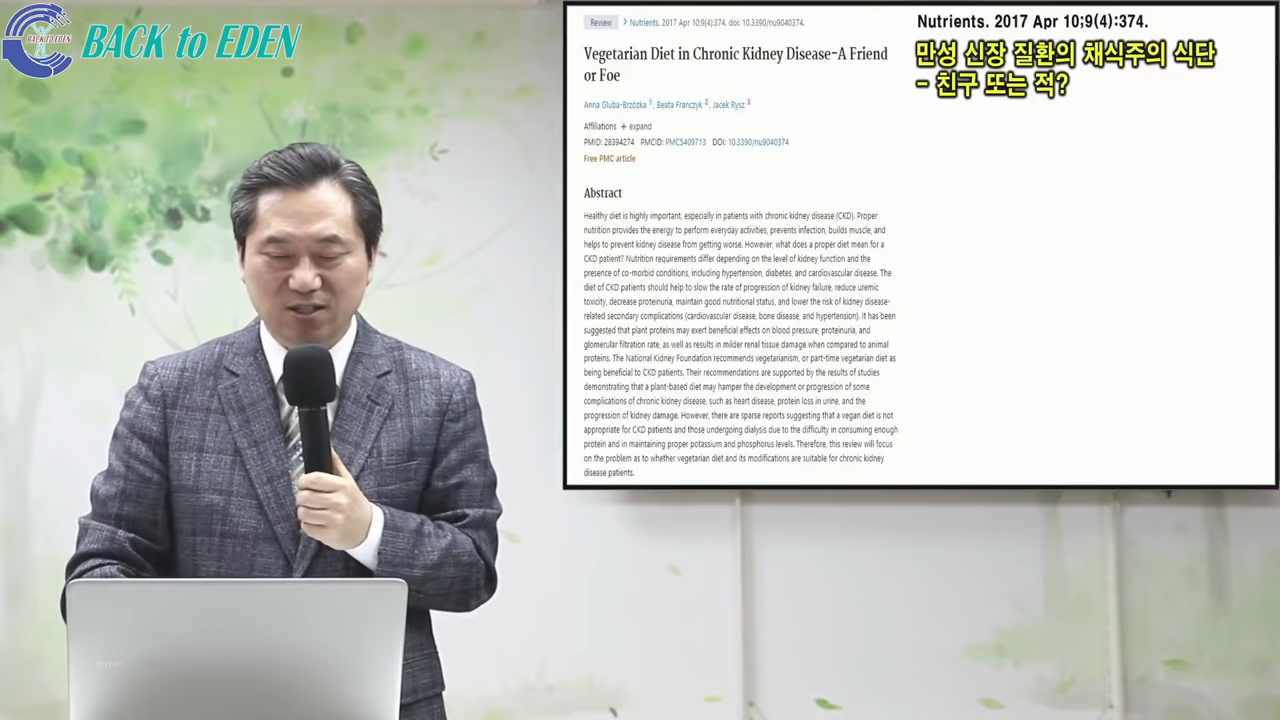 BACK to EDEN
BACK to EDEN
Review
Nutrients. 2017 Apr 10;9(4):374. doi: 10.3390/nu9040374.
Vegetarian Diet in Chronic Kidney Disease-A Friend
or Foe
Anna Gluba-Brzózka 1, Beata Franczyk 2, Jacek Rysz 3
Affiliations + expand
PMID: 28394274 PMCID: PMC5409713 DOI: 10.3390/nu9040374
Free PMC article
Abstract
Healthy diet is highly important, especially in patients with chronic kidney disease (CKD). Proper
nutrition provides the energy to perform everyday activities, prevents infection, builds muscle, and
helps to prevent kidney disease from getting worse. However, what does a proper diet mean for a
CKD patient? Nutrition requirements differ depending on the level of kidney function and the
presence of co-morbid conditions, including hypertension, diabetes, and cardiovascular disease. The
diet of CKD patients should help to slow the rate of progression of kidney failure, reduce uremic
toxicity, decrease proteinuria, maintain good nutritional status, and lower the risk of kidney disease-
related secondary complications (cardiovascular disease, bone disease, and hypertension). It has been
suggested that plant proteins may exert beneficial effects on blood pressure, proteinuria, and
glomerular filtration rate, as well as results in milder renal tissue damage when compared to animal
proteins. The National Kidney Foundation recommends vegetarianism, or part-time vegetarian diet as
being beneficial to CKD patients. Their recommendations are supported by the results of studies
demonstrating that a plant-based diet may hamper the development or progression of some
complications of chronic kidney disease, such as heart disease, protein loss in urine, and the
progression of kidney damage. However, there are sparse reports suggesting that a vegan diet is not
appropriate for CKD patients and those undergoing dialysis due to the difficulty in consuming enough
protein and in maintaining proper potassium and phosphorus levels. Therefore, this review will focus
on the problem as to whether vegetarian diet and its modifications are suitable for chronic kidney
disease patients.
Nutrients. 2017 Apr 10;9(4):374.
만성 신장 질환의 채식주의 식단
- 친구 또는 적?